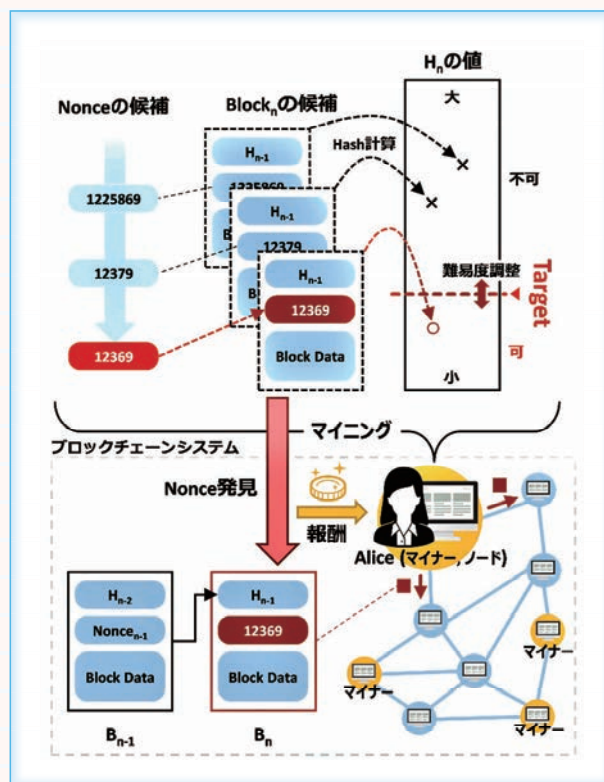 Hnの値
Nonceの候補
Blocknの候補
大
Hn-1
Hash計算
不可
1225869
1225869
Hn-1
B
12379
12379
Hn-1
難易度調整
Target
B
12369
12369
可
Block Data
小
マイニング
ブロックチェーンシステム
Nonce発見
報酬
Alice (マイナー,ノード)
Hn-2
Hn-1
Noncen-1
12369
Block Data
Block Data
マイナー
マイナー
マイナー
Bn-1
Bn